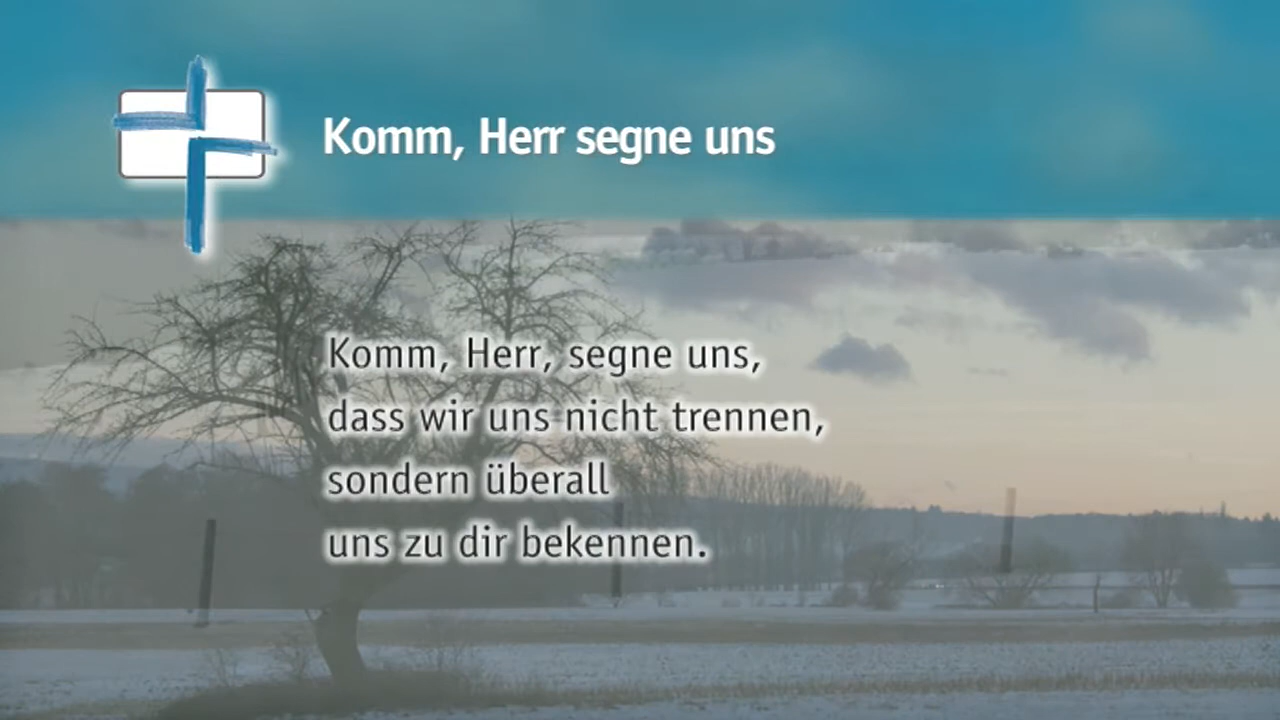 Komm, Herr segne uns
Komm, Herr, segne uns,
dass wir uns nicht trennen,
sondern überall
uns zu dir bekennen.